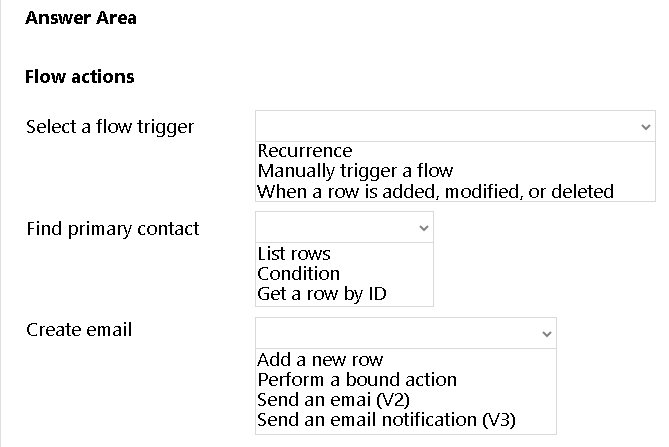 Answer Area
Flow actions
Select a flow trigger
Recurrence
Manually trigger a flow
When a row is added, modified, or deleted
Find primary contact
List rows
Condition
Get a row by ID
Create email
Add a new row
Perform a bound action
Send an emai (V2)
Send an email notification (V3)